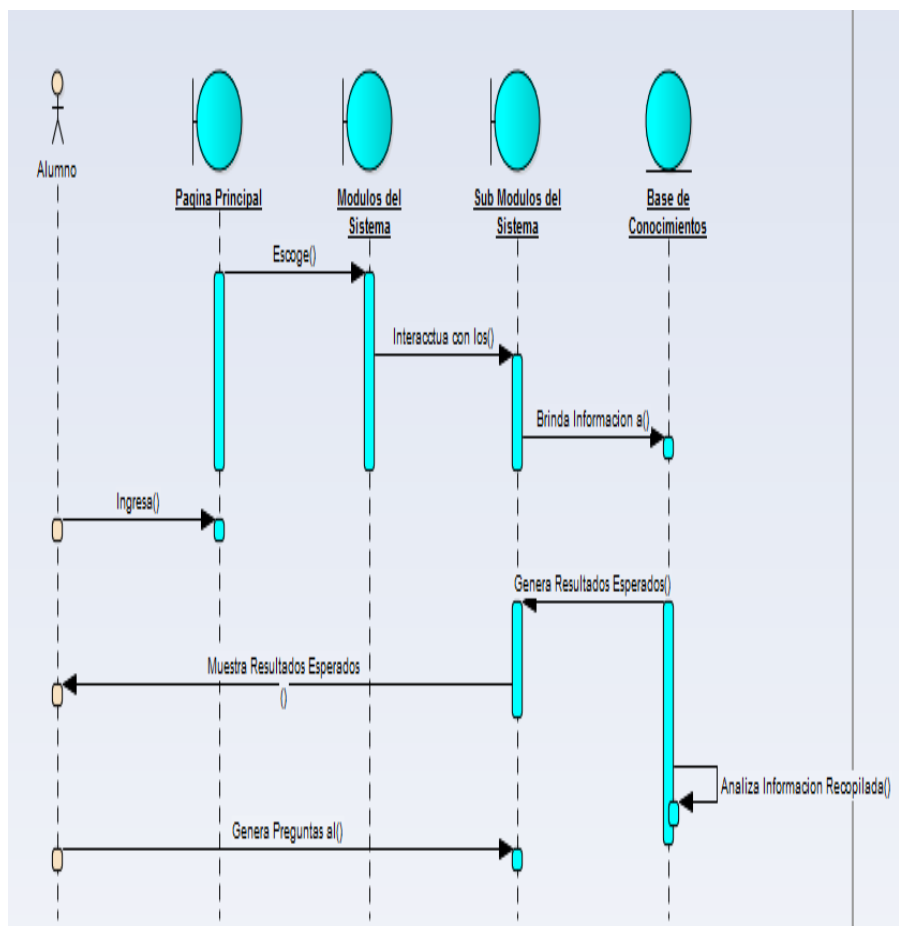 Alumno
Pagina Principal
Modulos del
Sistema
Sub Modulos del
Sistema
Base de
Conocimientos
Escoge()
Interacctua con los()
Brinda Informacion a()
Ingresa()
Genera Resultados Esperados()
Muestra Resultados Esperados
()
Analiza Informacion Recopilada()
Genera Preguntas al()